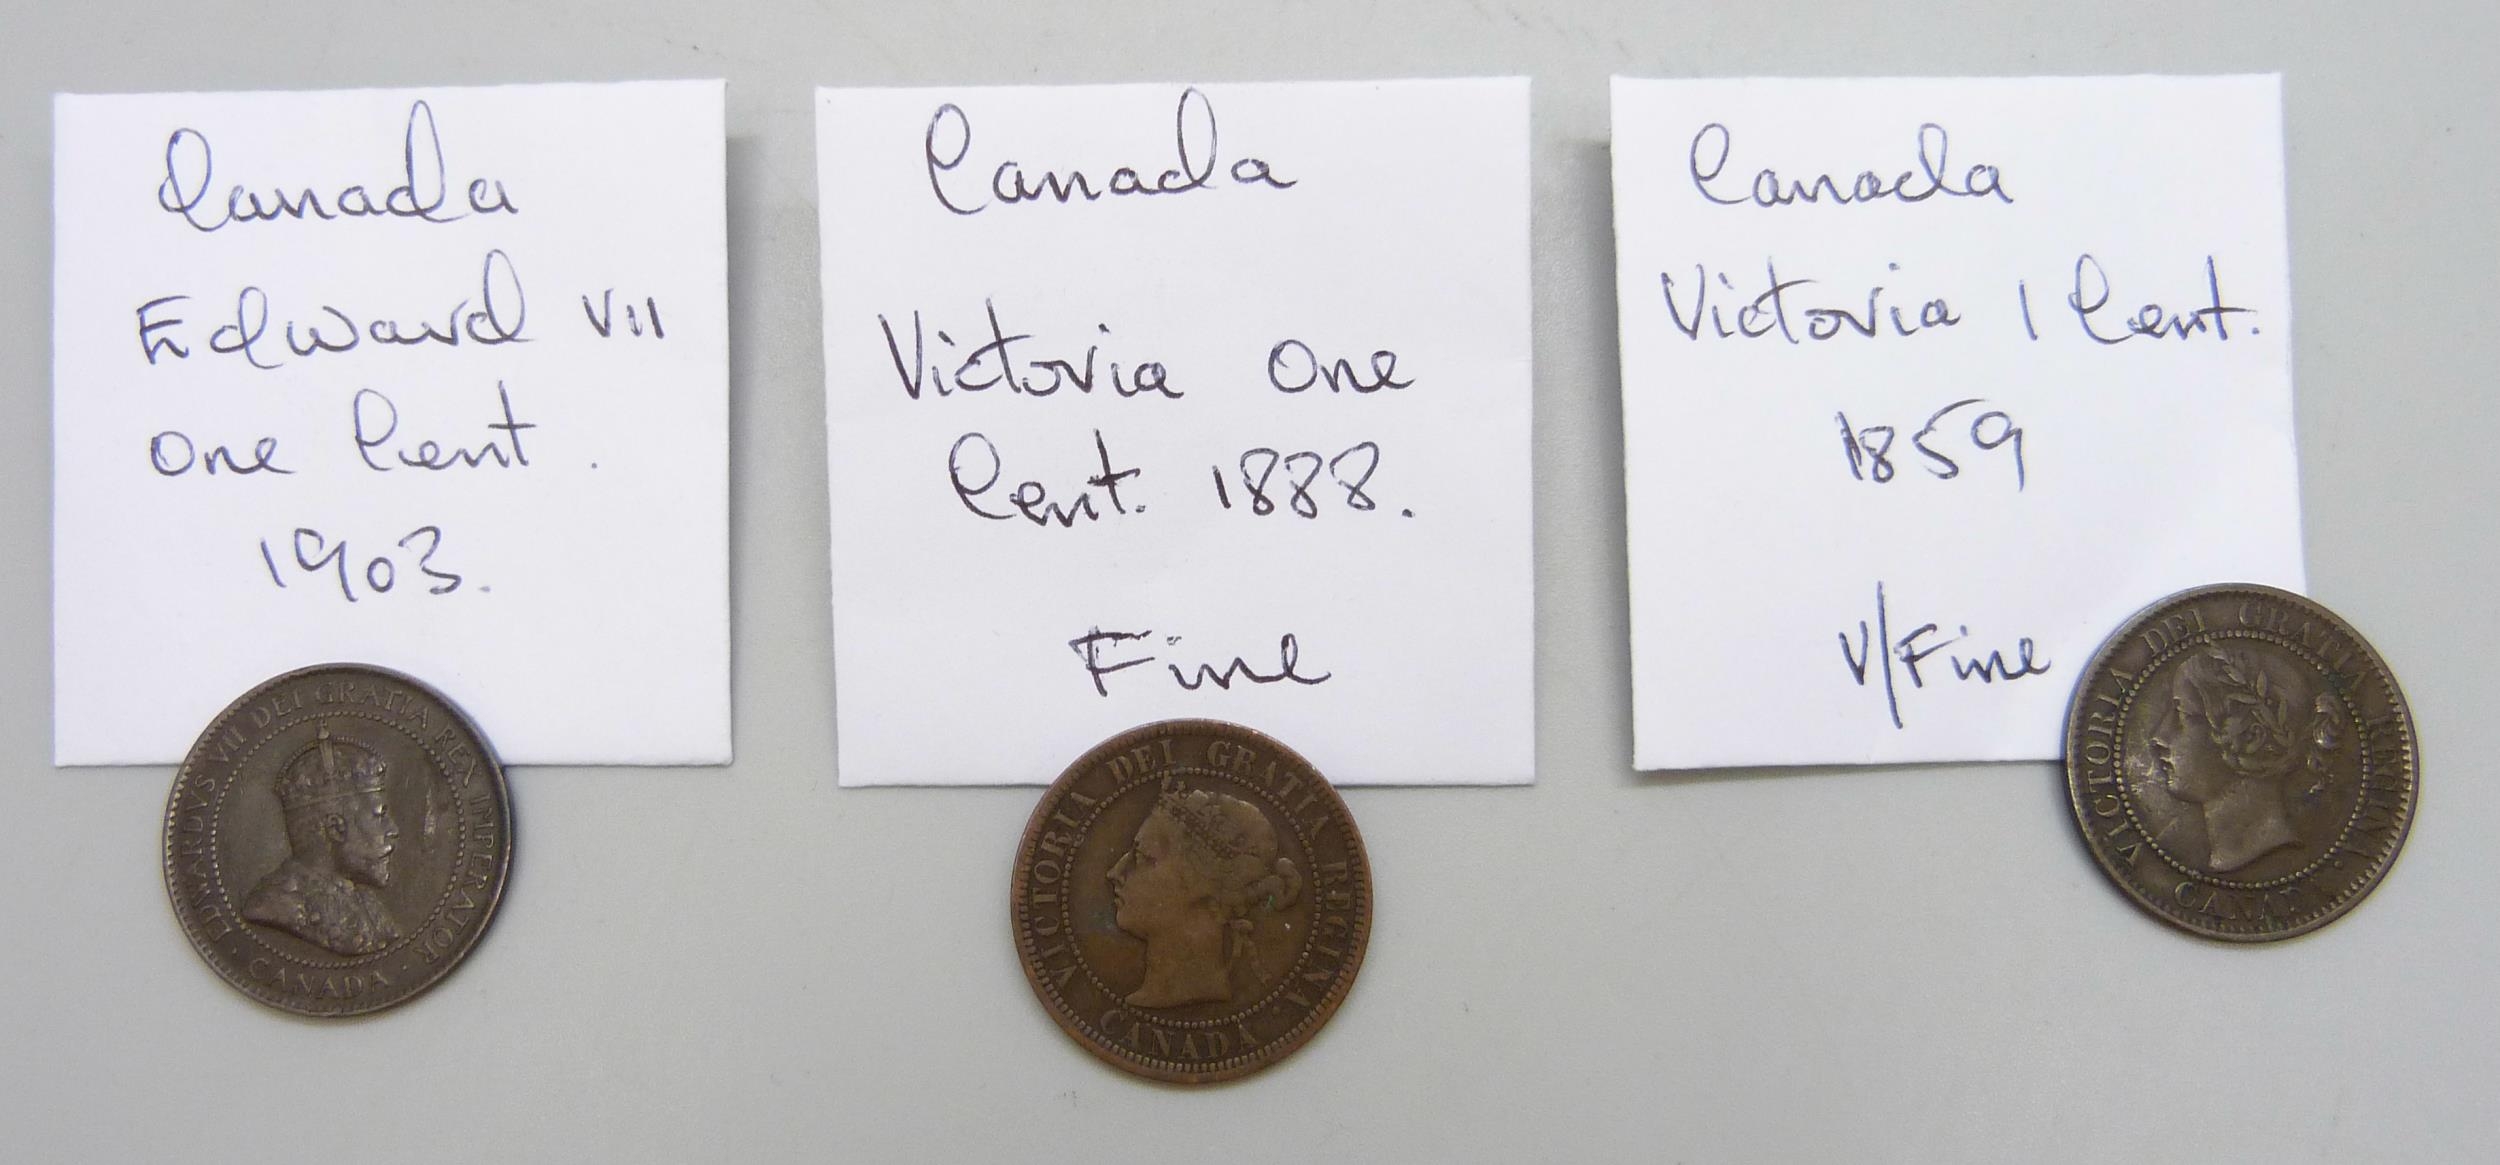 Canada
Edward VII
One Cent.
1903.
EDWARDVS VII DEI GRATIA REX IMPERATOR
CANADA
Canada
Victoria One
Cent. 1888.
Fine
VICTORIA DEI GRATIA REGINA.
CANADA
Canada
Victoria 1 Cent.
1859
V/Fine
VICTORIA DEI GRATIA REGINA.
CANADA